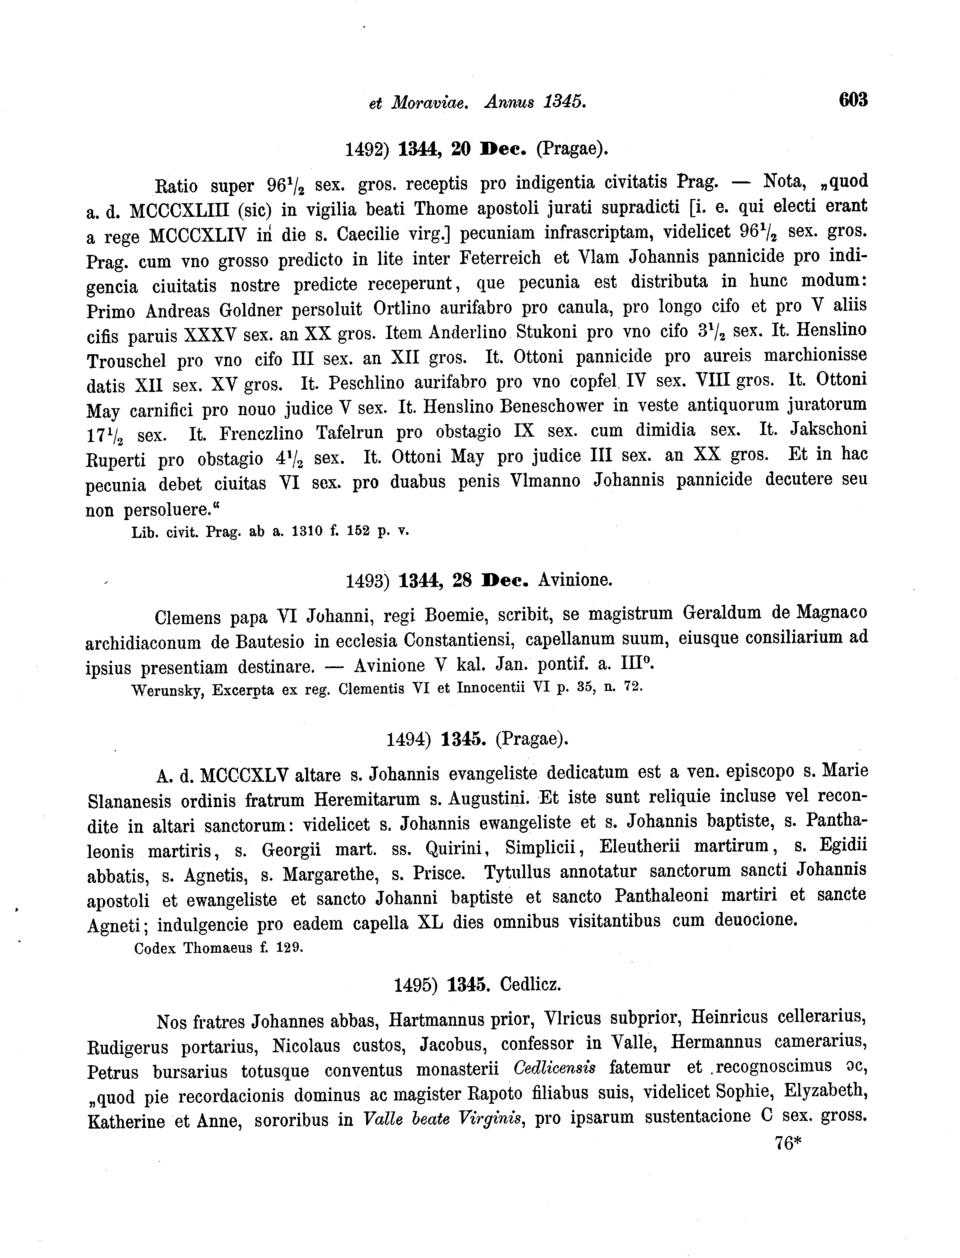 et Moraviae. Annus 1345. 603
1492) 1344, 20 Dec. (Pragae).
Ratio super 96¹/₂ sex. gros. receptis pro indigentia civitatis Prag. — Nota, „quod
a. d. MCCCXLIII (sic) in vigilia beati Thome apostoli jurati supradicti [i. e. qui electi erant
a rege MCCCXLIV in die s. Caecilie virg.] pecuniam infrascriptam, videlicet 96¹/₂ sex. gros.
Prag. cum vno grosso predicto in lite inter Feterreich et Vlam Johannis pannicide pro indi-
gencia ciuitatis nostre predicte receperunt, que pecunia est distributa in hunc modum:
Primo Andreas Goldner persoluit Ortlino aurifabro pro canula, pro longo cifo et pro V aliis
cifis paruis XXXV sex. an XX gros. Item Anderlino Stukoni pro vno cifo 3¹/₂ sex. It. Henslino
Trouschel pro vno cifo III sex. an XII gros. It. Ottoni pannicide pro aureis marchionisse
datis XII sex. XV gros. It. Peschlino aurifabro pro vno copfel IV sex. VIII gros. It. Ottoni
May carnifici pro nouo judice V sex. It. Henslino Beneschower in veste antiquorum juratorum
17¹/₂ sex. It. Frenczlino Tafelrun pro obstagio IX sex. cum dimidia sex. It. Jakschoni
Ruperti pro obstagio 4¹/₂ sex. It. Ottoni May pro judice III sex. an XX gros. Et in hac
pecunia debet ciuitas VI sex. pro duabus penis Vlmanno Johannis pannicide decutere seu
non persoluere.“
Lib. civit. Prag. ab a. 1310 f. 152 p. v.
1493) 1344, 28 Dec. Avinione.
Clemens papa VI Johanni, regi Boemie, scribit, se magistrum Geraldum de Magnaco
archidiaconum de Bautesio in ecclesia Constantiensi, capellanum suum, eiusque consiliarium ad
ipsius presentiam destinare. — Avinione V kal. Jan. pontif. a. III⁰.
Werunsky, Excerpta ex reg. Clementis VI et Innocentii VI p. 35, n. 72.
1494) 1345. (Pragae).
A. d. MCCCXLV altare s. Johannis evangeliste dedicatum est a ven. episcopo s. Marie
Slananesis ordinis fratrum Heremitarum s. Augustini. Et iste sunt reliquie incluse vel recon-
dite in altari sanctorum: videlicet s. Johannis ewangeliste et s. Johannis baptiste, s. Pantha-
leonis martiris, s. Georgii mart. ss. Quirini, Simplicii, Eleutherii martirum, s. Egidii
abbatis, s. Agnetis, s. Margarethe, s. Prisce. Tytullus annotatur sanctorum sancti Johannis
apostoli et ewangeliste et sancto Johanni baptiste et sancto Panthaleoni martiri et sancte
Agneti; indulgencie pro eadem capella XL dies omnibus visitantibus cum deuocione.
Codex Thomaeus f. 129.
1495) 1345. Cedlicz.
Nos fratres Johannes abbas, Hartmannus prior, Vlricus subprior, Heinricus cellerarius,
Rudigerus portarius, Nicolaus custos, Jacobus, confessor in Valle, Hermannus camerarius,
Petrus bursarius totusque conventus monasterii Cedlicensis fatemur et recognoscimus ɔc,
„quod pie recordacionis dominus ac magister Rapoto filiabus suis, videlicet Sophie, Elyzabeth,
Katherine et Anne, sororibus in Valle beate Virginis, pro ipsarum sustentacione C sex. gross.
76*